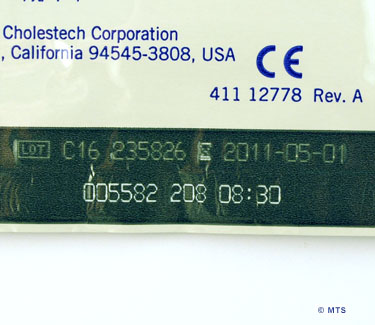 Cholestech Corporation
, California 94545-3808, USA
CE
411 12778 Rev. A
LOT C16 235826 2011-05-01
005582 208 08:30
© MTS